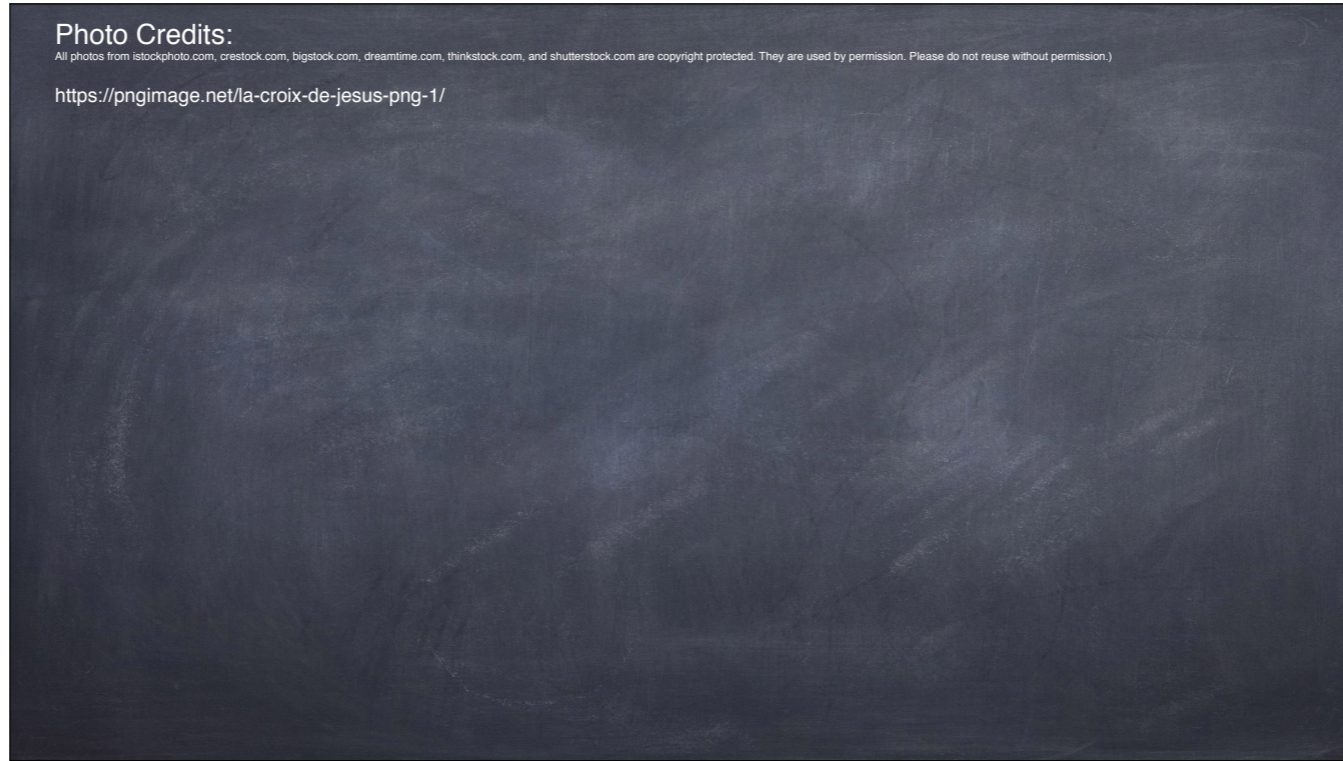 Photo Credits:
All photos from istockphoto.com, crestock.com, bigstock.com, dreamtime.com, thinkstock.com, and shutterstock.com are copyright protected. They are used by permission. Please do not reuse without permission.)
https://pngimage.net/la-croix-de-jesus-png-1/